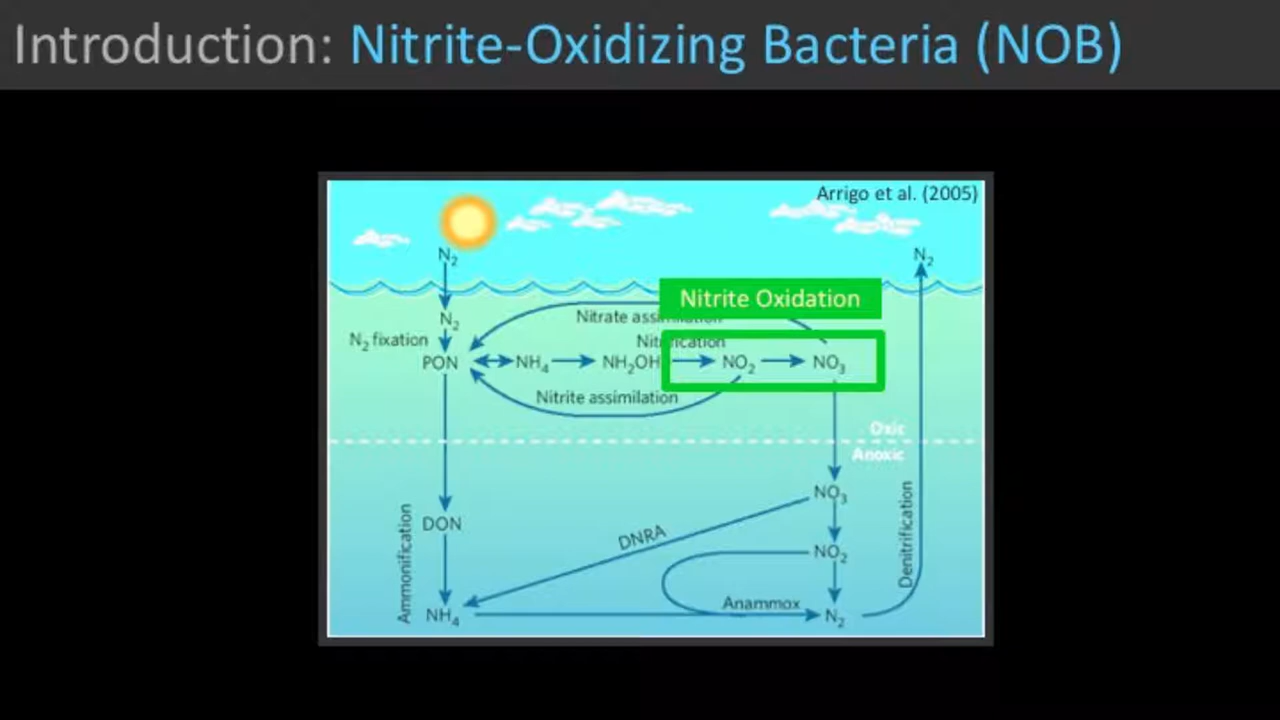 Introduction: Nitrite-Oxidizing Bacteria (NOB)
Arrigo et al. (2005)
N2
N2
Nitrite Oxidation
N2
Nitrate assimilation
N2 fixation
Nitrification
PON
NH4
NH2OH
NO2
NO3
Nitrite assimilation
Oxic
Anoxic
NO3
DON
DNRA
NO2
Ammonification
Denitrification
NH4
Anammox
N2